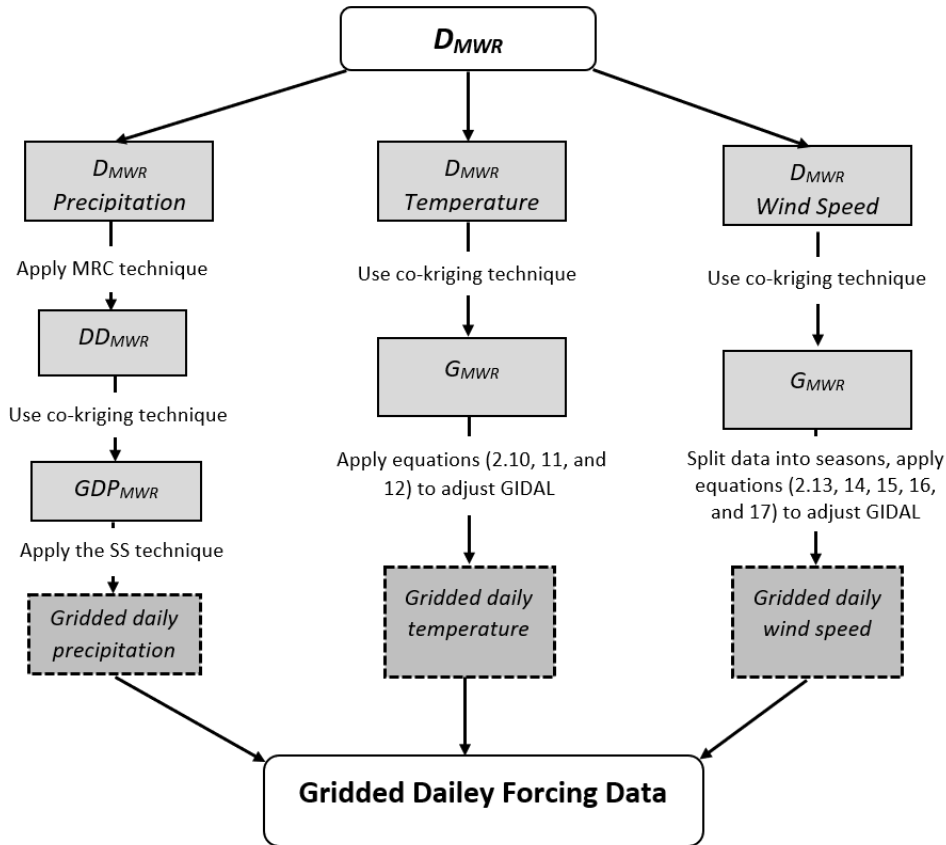 DMWR
DMWR
Precipitation
Apply MRC technique
DDMWR
Use co-kriging technique
GDPMWR
Apply the SS technique
Gridded daily
precipitation
DMWR
Temperature
Use co-kriging technique
GMWR
Apply equations (2.10, 11, and
12) to adjust GIDAL
Gridded daily
temperature
DMWR
Wind Speed
Use co-kriging technique
GMWR
Split data into seasons, apply
equations (2.13, 14, 15, 16,
and 17) to adjust GIDAL
Gridded daily
wind speed
Gridded Dailey Forcing Data